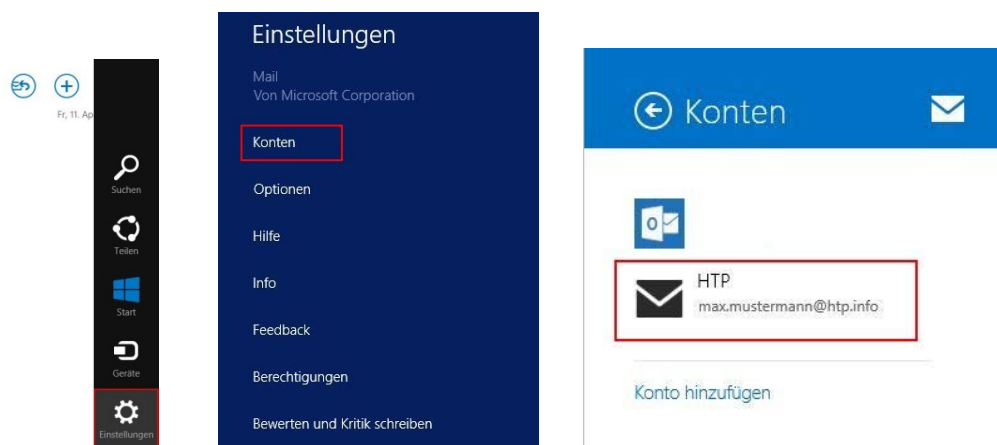 Fr, 11. Ap
Suchen
Teilen
Start
Geräte
Einstellungen
Einstellungen
Mail
Von Microsoft Corporation
Konten
Optionen
Hilfe
Info
Feedback
Berechtigungen
Bewerten und Kritik schreiben
Konten
HTP
max.mustermann@htp.info
Konto hinzufügen